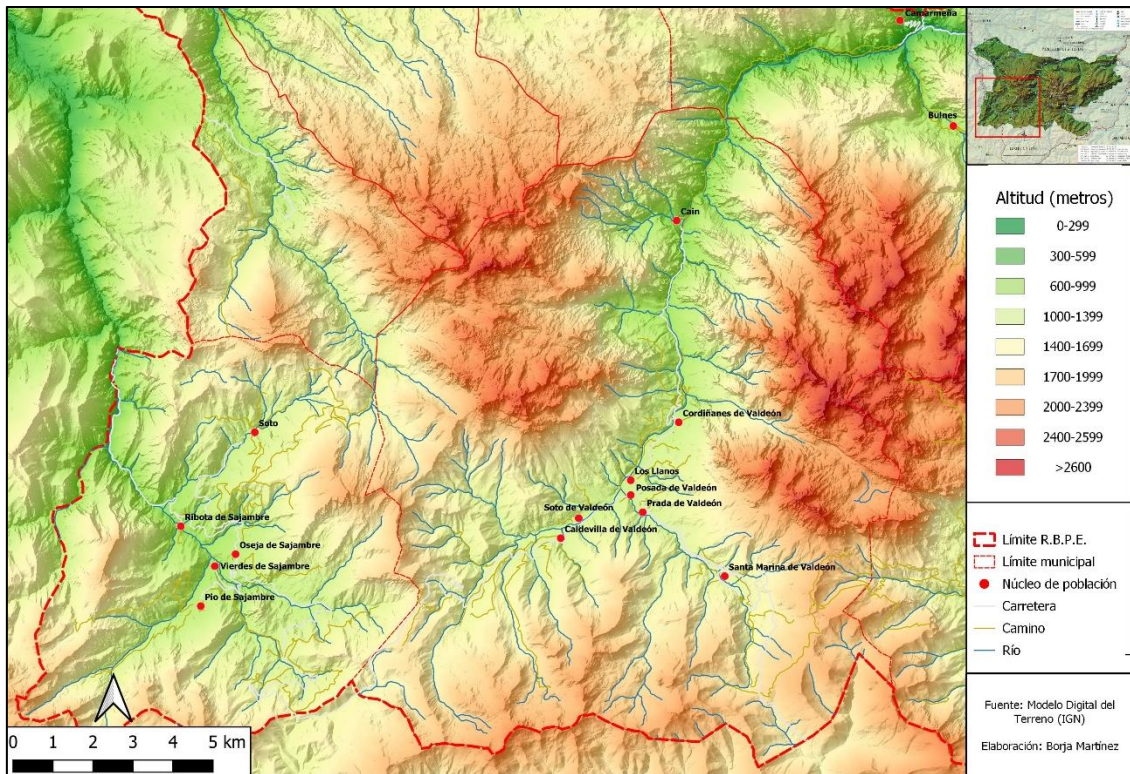 Camarmeña
Bulnes
Caín
Soto
Cordiñanes de Valdeón
Los Llanos
Posada de Valdeón
Soto de Valdeón
Prada de Valdeón
Caldevilla de Valdeón
Ribota de Sajambre
Oseja de Sajambre
Vierdes de Sajambre
Santa Marina de Valdeón
Pio de Sajambre
0 1 2 3 4 5 km
Altitud (metros)
0-299
300-599
600-999
1000-1399
1400-1699
1700-1999
2000-2399
2400-2599
>2600
Límite R.B.P.E.
Límite municipal
Núcleo de población
Carretera
Camino
Río
Fuente: Modelo Digital del
Terreno (IGN)
Elaboración: Borja Martínez